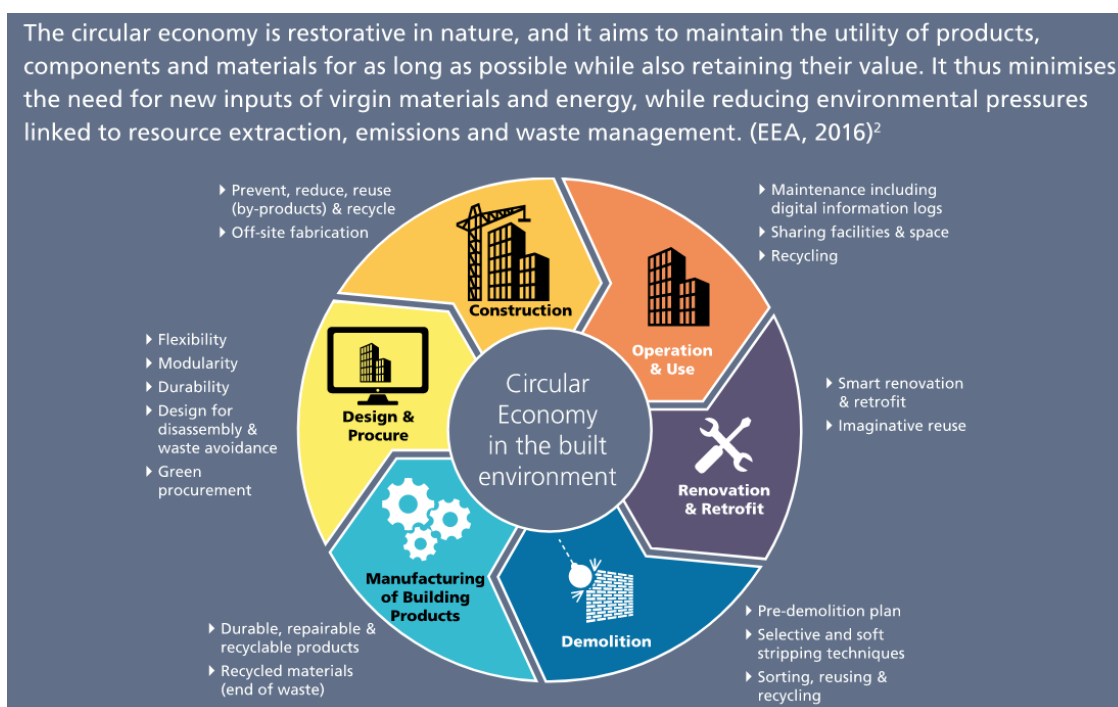 The circular economy is restorative in nature, and it aims to maintain the utility of products,
components and materials for as long as possible while also retaining their value. It thus minimises
the need for new inputs of virgin materials and energy, while reducing environmental pressures
linked to resource extraction, emissions and waste management. (EEA, 2016)²
Prevent, reduce, reuse
(by-products) & recycle
Off-site fabrication
Construction
Maintenance including
digital information logs
Sharing facilities & space
Recycling
Operation
& Use
Smart renovation
& retrofit
Imaginative reuse
Renovation
& Retrofit
Pre-demolition plan
Selective and soft
stripping techniques
Sorting, reusing &
recycling
Demolition
Durable, repairable &
recyclable products
Recycled materials
(end of waste)
Manufacturing
of Building
Products
Flexibility
Modularity
Durability
Design for
disassembly &
waste avoidance
Green
procurement
Design &
Procure
Circular
Economy
in the built
environment